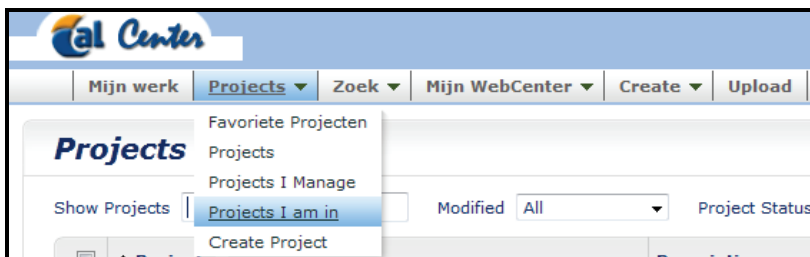 al Center
Mijn werk Projects Zoek Mijn WebCenter Create Upload
Favoriete Projecten
Projects
Projects
Projects I Manage
Show Projects Projects I am in Modified All Project Status
Create Project